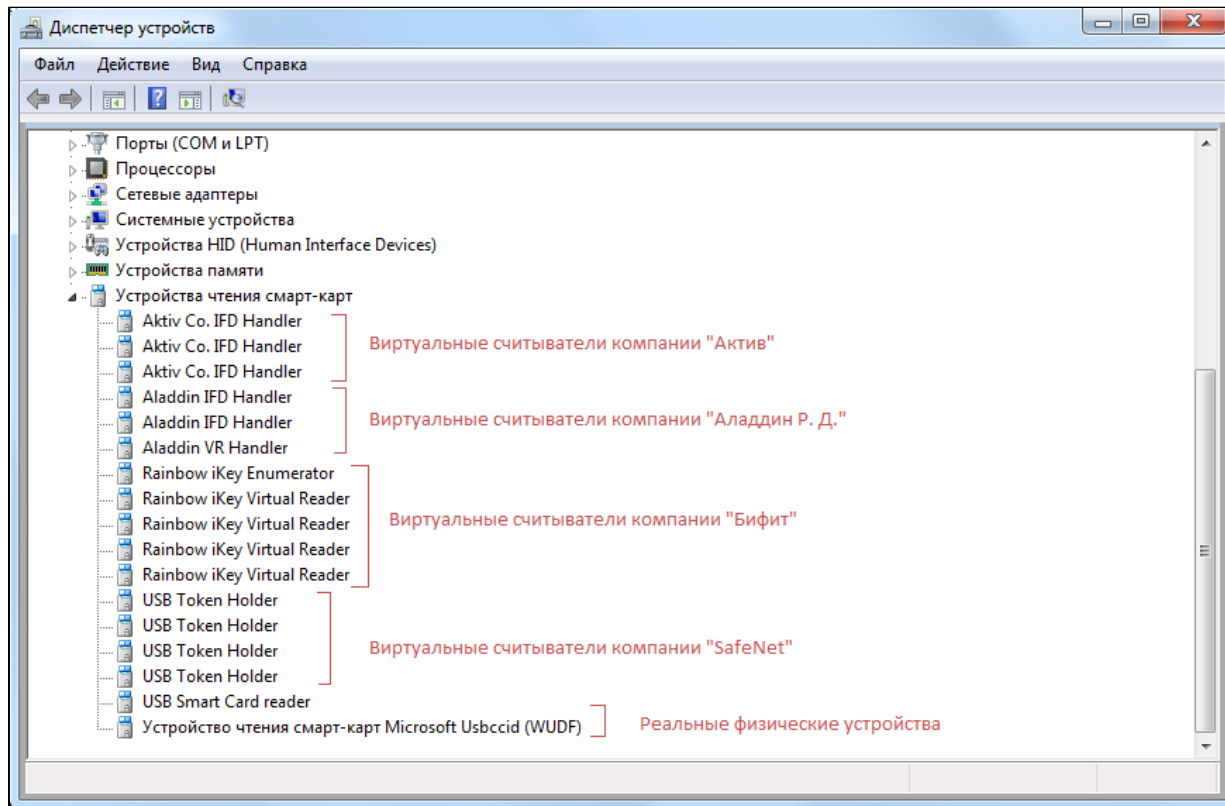 Диспетчер устройств
Файл Действие Вид Справка
Порты (COM и LPT)
Процессоры
Сетевые адаптеры
Системные устройства
Устройства HID (Human Interface Devices)
Устройства памяти
Устройства чтения смарт-карт
Aktiv Co. IFD Handler
Aktiv Co. IFD Handler
Виртуальные считыватели компании "Актив"
Aktiv Co. IFD Handler
Aladdin IFD Handler
Aladdin IFD Handler
Виртуальные считыватели компании "Аладдин Р. Д."
Aladdin VR Handler
Rainbow iKey Enumerator
Rainbow iKey Virtual Reader
Rainbow iKey Virtual Reader
Виртуальные считыватели компании "Бифит"
Rainbow iKey Virtual Reader
Rainbow iKey Virtual Reader
USB Token Holder
USB Token Holder
USB Token Holder
Виртуальные считыватели компании "SafeNet"
USB Token Holder
USB Smart Card reader
Устройство чтения смарт-карт Microsoft Usbccid (WUDF)
Реальные физические устройства